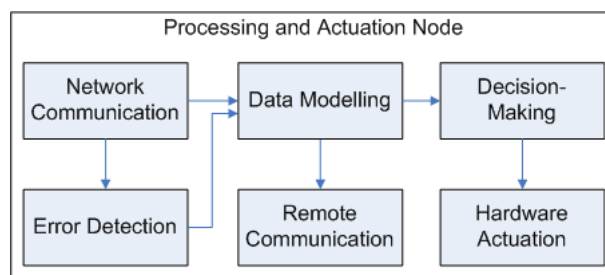 Processing and Actuation Node
Network
Communication
Data Modelling
Decision-
Making
Error Detection
Remote
Communication
Hardware
Actuation